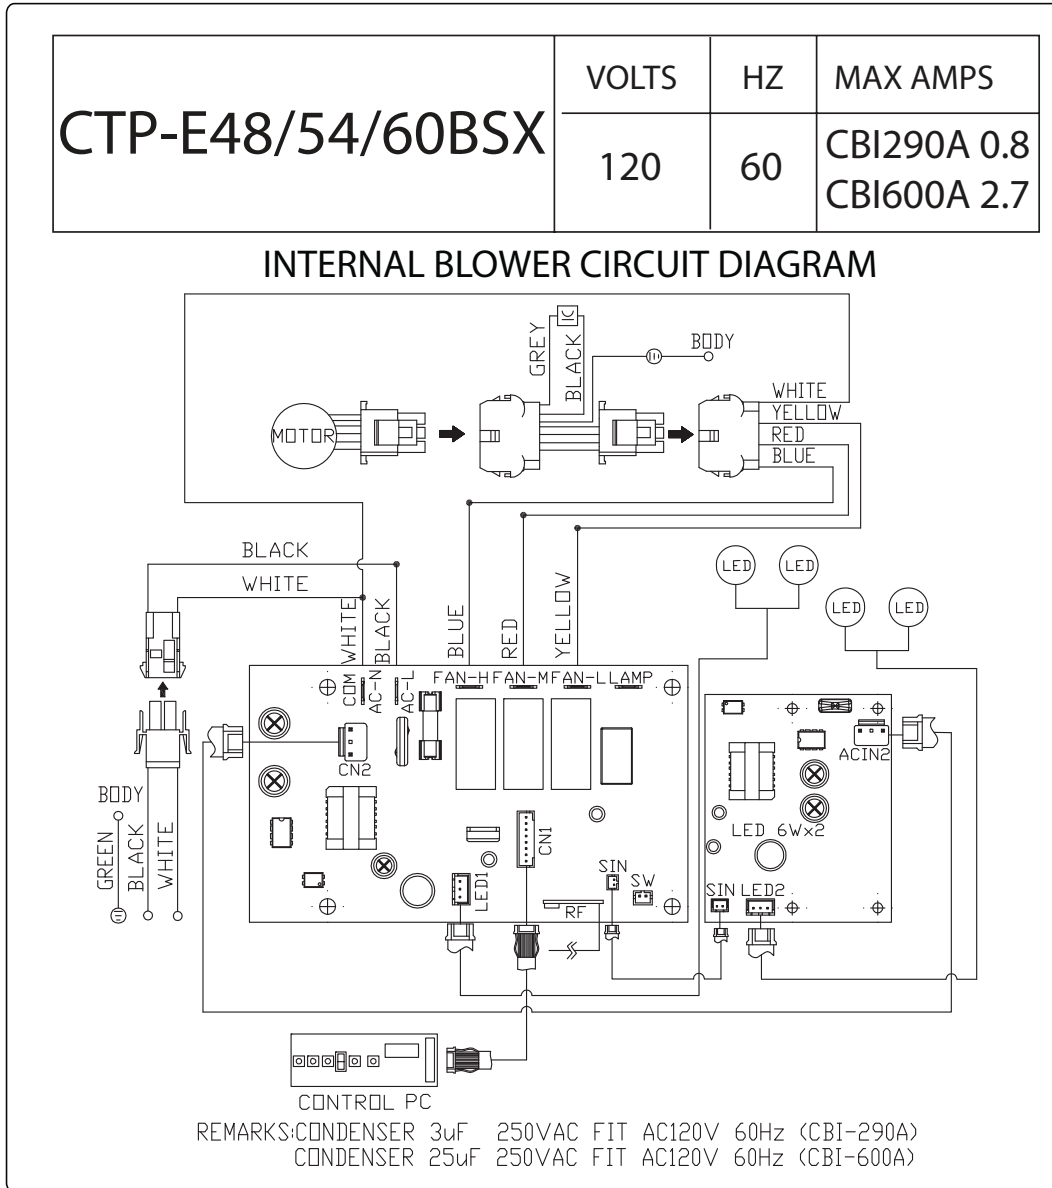 CTP-E48/54/60BSX
VOLTS HZ MAX AMPS
120 60 CBI290A 0.8
CBI600A 2.7
INTERNAL BLOWER CIRCUIT DIAGRAM
GREY
BLACK
BODY
MOTOR
WHITE
YELLOW
RED
BLUE
BLACK
WHITE
LED LED
LED LED
WHITE
BLACK
BLUE
RED
YELLOW
COM
AC-N
AC-L
FAN-H FAN-M FAN-L LAMP
CN2
ACIN2
BODY
GREEN
BLACK
WHITE
CN1
LED 6Wx2
LED1
SIN
SW
RF
SIN LED2
CONTROL PC
REMARKS:CONDENSER 3uF 250VAC FIT AC120V 60Hz (CBI-290A)
CONDENSER 25uF 250VAC FIT AC120V 60Hz (CBI-600A)